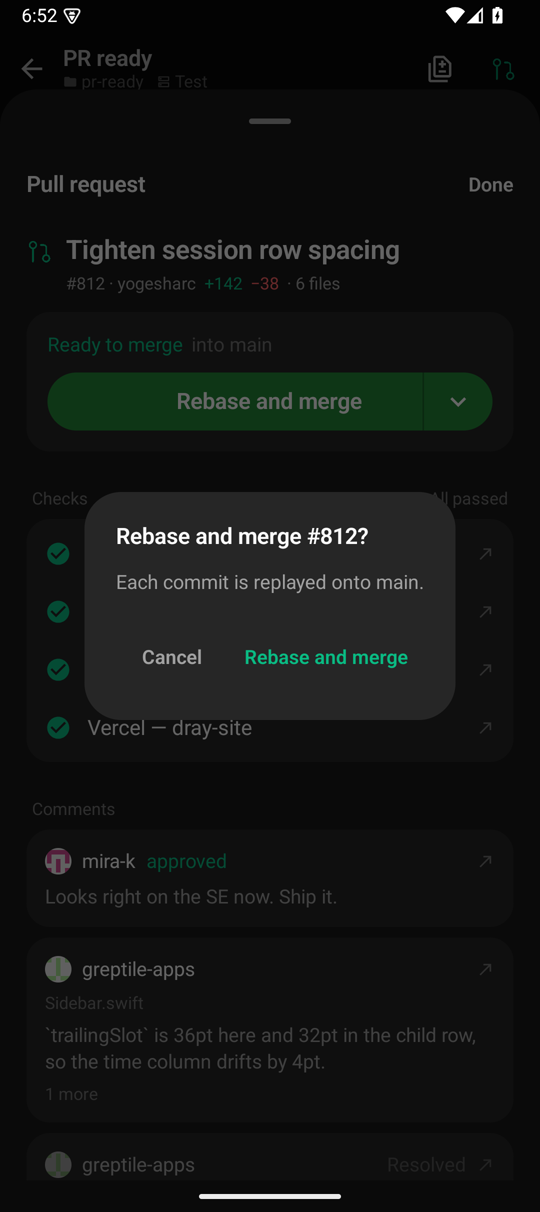 6:52
PR ready
pr-ready Test
Pull request
Done
Tighten session row spacing
#812 · yogesharc +142 −38 · 6 files
Ready to merge into main
Rebase and merge
Checks
All passed
Rebase and merge #812?
Each commit is replayed onto main.
Cancel
Rebase and merge
Vercel — dray-site
Comments
mira-k approved
Looks right on the SE now. Ship it.
greptile-apps
Sidebar.swift
`trailingSlot` is 36pt here and 32pt in the child row,
so the time column drifts by 4pt.
1 more
greptile-apps
Resolved